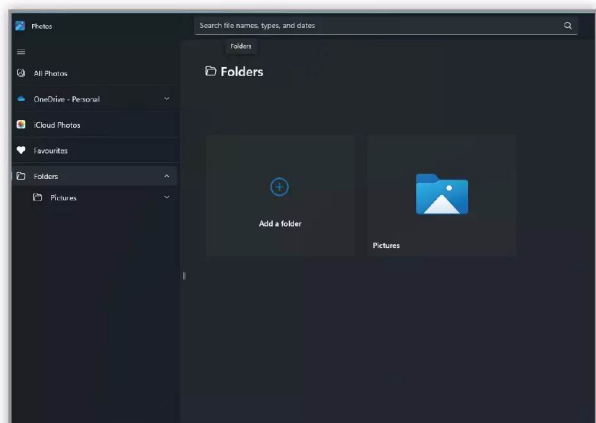 Photos
Search file names, types, and dates
Folders
All Photos
Folders
OneDrive - Personal
iCloud Photos
Favourites
Folders
Pictures
Add a folder
Pictures